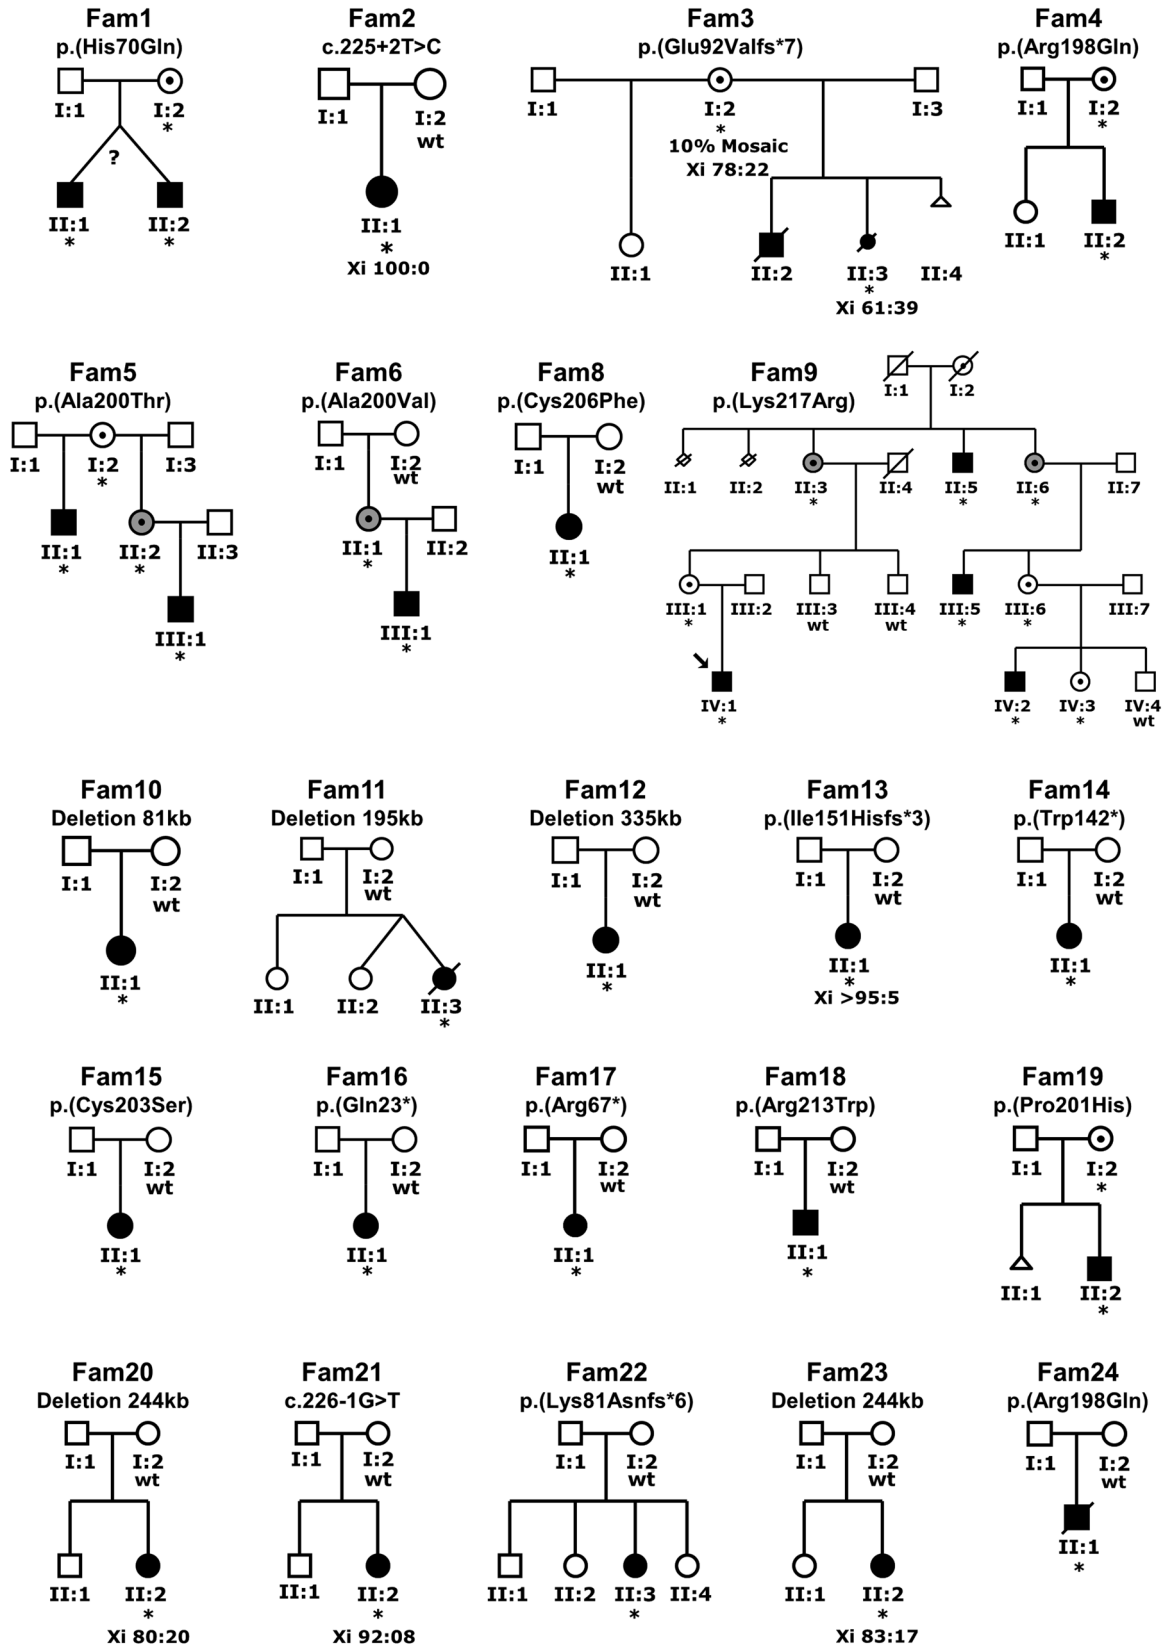 Fam1 Fam2 Fam3 Fam4
p.(His70Gln) c.225+2T>C p.(Glu92Valfs*7) p.(Arg198Gln)
I:1 I:2 I:1 I:2 I:1 I:2 I:3 I:1 I:2
* wt * *
10% Mosaic
? Xi 78:22
II:1 II:2 II:1 II:1 II:2 II:3 II:4 II:1 II:2
* * * * *
Xi 100:0 Xi 61:39
Fam5 Fam6 Fam8 Fam9
p.(Ala200Thr) p.(Ala200Val) p.(Cys206Phe) p.(Lys217Arg)
I:1 I:2
I:1 I:2 I:3 I:1 I:2 I:1 I:2
* wt wt
II:1 II:2 II:3 II:4 II:5 II:6 II:7
* * *
II:1 II:2 II:3 II:1 II:2 II:1
* * * *
III:1 III:2 III:3 III:4 III:5 III:6 III:7
* wt wt * *
III:1 III:1
* *
IV:1 IV:2 IV:3 IV:4
* * * wt
Fam10 Fam11 Fam12 Fam13 Fam14
Deletion 81kb Deletion 195kb Deletion 335kb p.(Ile151Hisfs*3) p.(Trp142*)
I:1 I:2 I:1 I:2 I:1 I:2 I:1 I:2 I:1 I:2
wt wt wt wt wt
II:1 II:1 II:2 II:3 II:1 II:1 II:1
* * * * *
Xi >95:5
Fam15 Fam16 Fam17 Fam18 Fam19
p.(Cys203Ser) p.(Gln23*) p.(Arg67*) p.(Arg213Trp) p.(Pro201His)
I:1 I:2 I:1 I:2 I:1 I:2 I:1 I:2 I:1 I:2
wt wt wt wt *
II:1 II:1 II:1 II:1 II:1 II:2
* * * * *
Fam20 Fam21 Fam22 Fam23 Fam24
Deletion 244kb c.226-1G>T p.(Lys81Asnfs*6) Deletion 244kb p.(Arg198Gln)
I:1 I:2 I:1 I:2 I:1 I:2 I:1 I:2 I:1 I:2
wt wt wt wt wt
II:1
*
II:1 II:2 II:1 II:2 II:1 II:2 II:3 II:4 II:1 II:2
* * * *
Xi 80:20 Xi 92:08 Xi 83:17